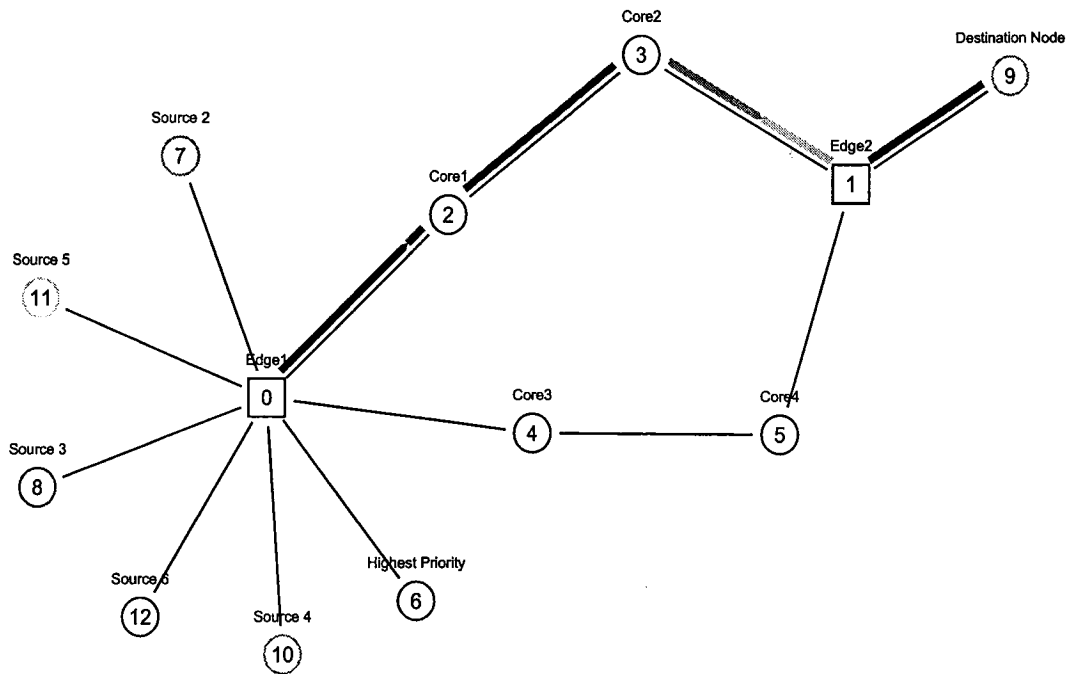 Core2
3
Destination Node
9
Source 2
7
Edge2
1
Core1
2
Source 5
11
Edge1
0
Core3
4
Core4
5
Source 3
8
Highest Priority
6
Source 6
12
Source 4
10